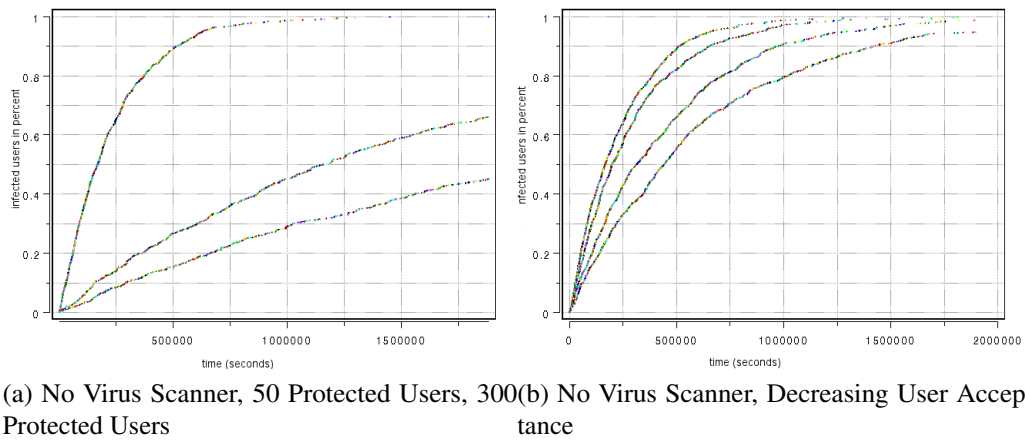 1
0.8
0.6
0.4
0.2
0
infected users in percent
500000 1000000 1500000
time (seconds)
1
0.8
0.6
0.4
0.2
0
nfected users in percent
0 500000 1000000 1500000 2000000
time (seconds)
(a) No Virus Scanner, 50 Protected Users, 300
Protected Users
(b) No Virus Scanner, Decreasing User Accep
tance